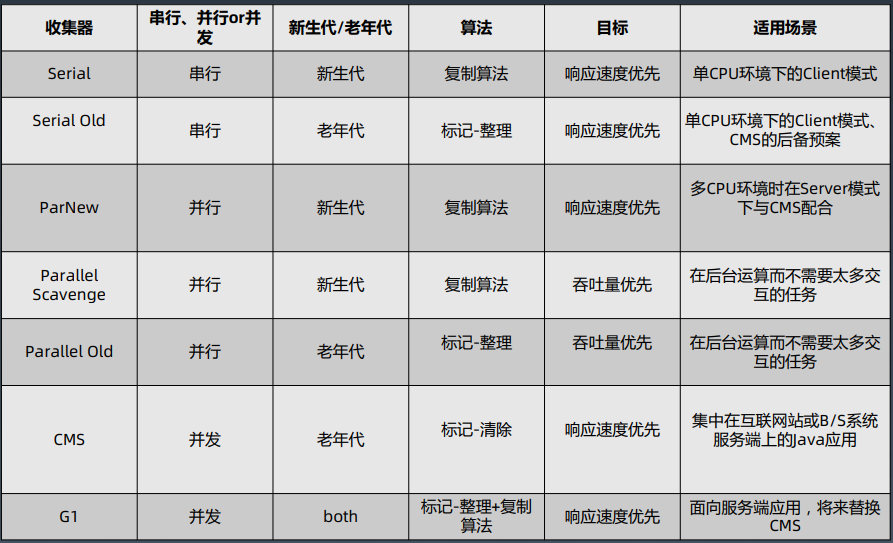 收集器 串行、并行or并发 新生代/老年代 算法 目标 适用场景
Serial 串行 新生代 复制算法 响应速度优先 单CPU环境下的Client模式
Serial Old 串行 老年代 标记-整理 响应速度优先 单CPU环境下的Client模式、CMS的后备预案
ParNew 并行 新生代 复制算法 响应速度优先 多CPU环境时在Server模式下与CMS配合
Parallel Scavenge 并行 新生代 复制算法 吞吐量优先 在后台运算而不需要太多交互的任务
Parallel Old 并行 老年代 标记-整理 吞吐量优先 在后台运算而不需要太多交互的任务
CMS 并发 老年代 标记-清除 响应速度优先 集中在互联网站或B/S系统服务端上的Java应用
G1 并发 both 标记-整理+复制算法 响应速度优先 面向服务端应用，将来替换CMS